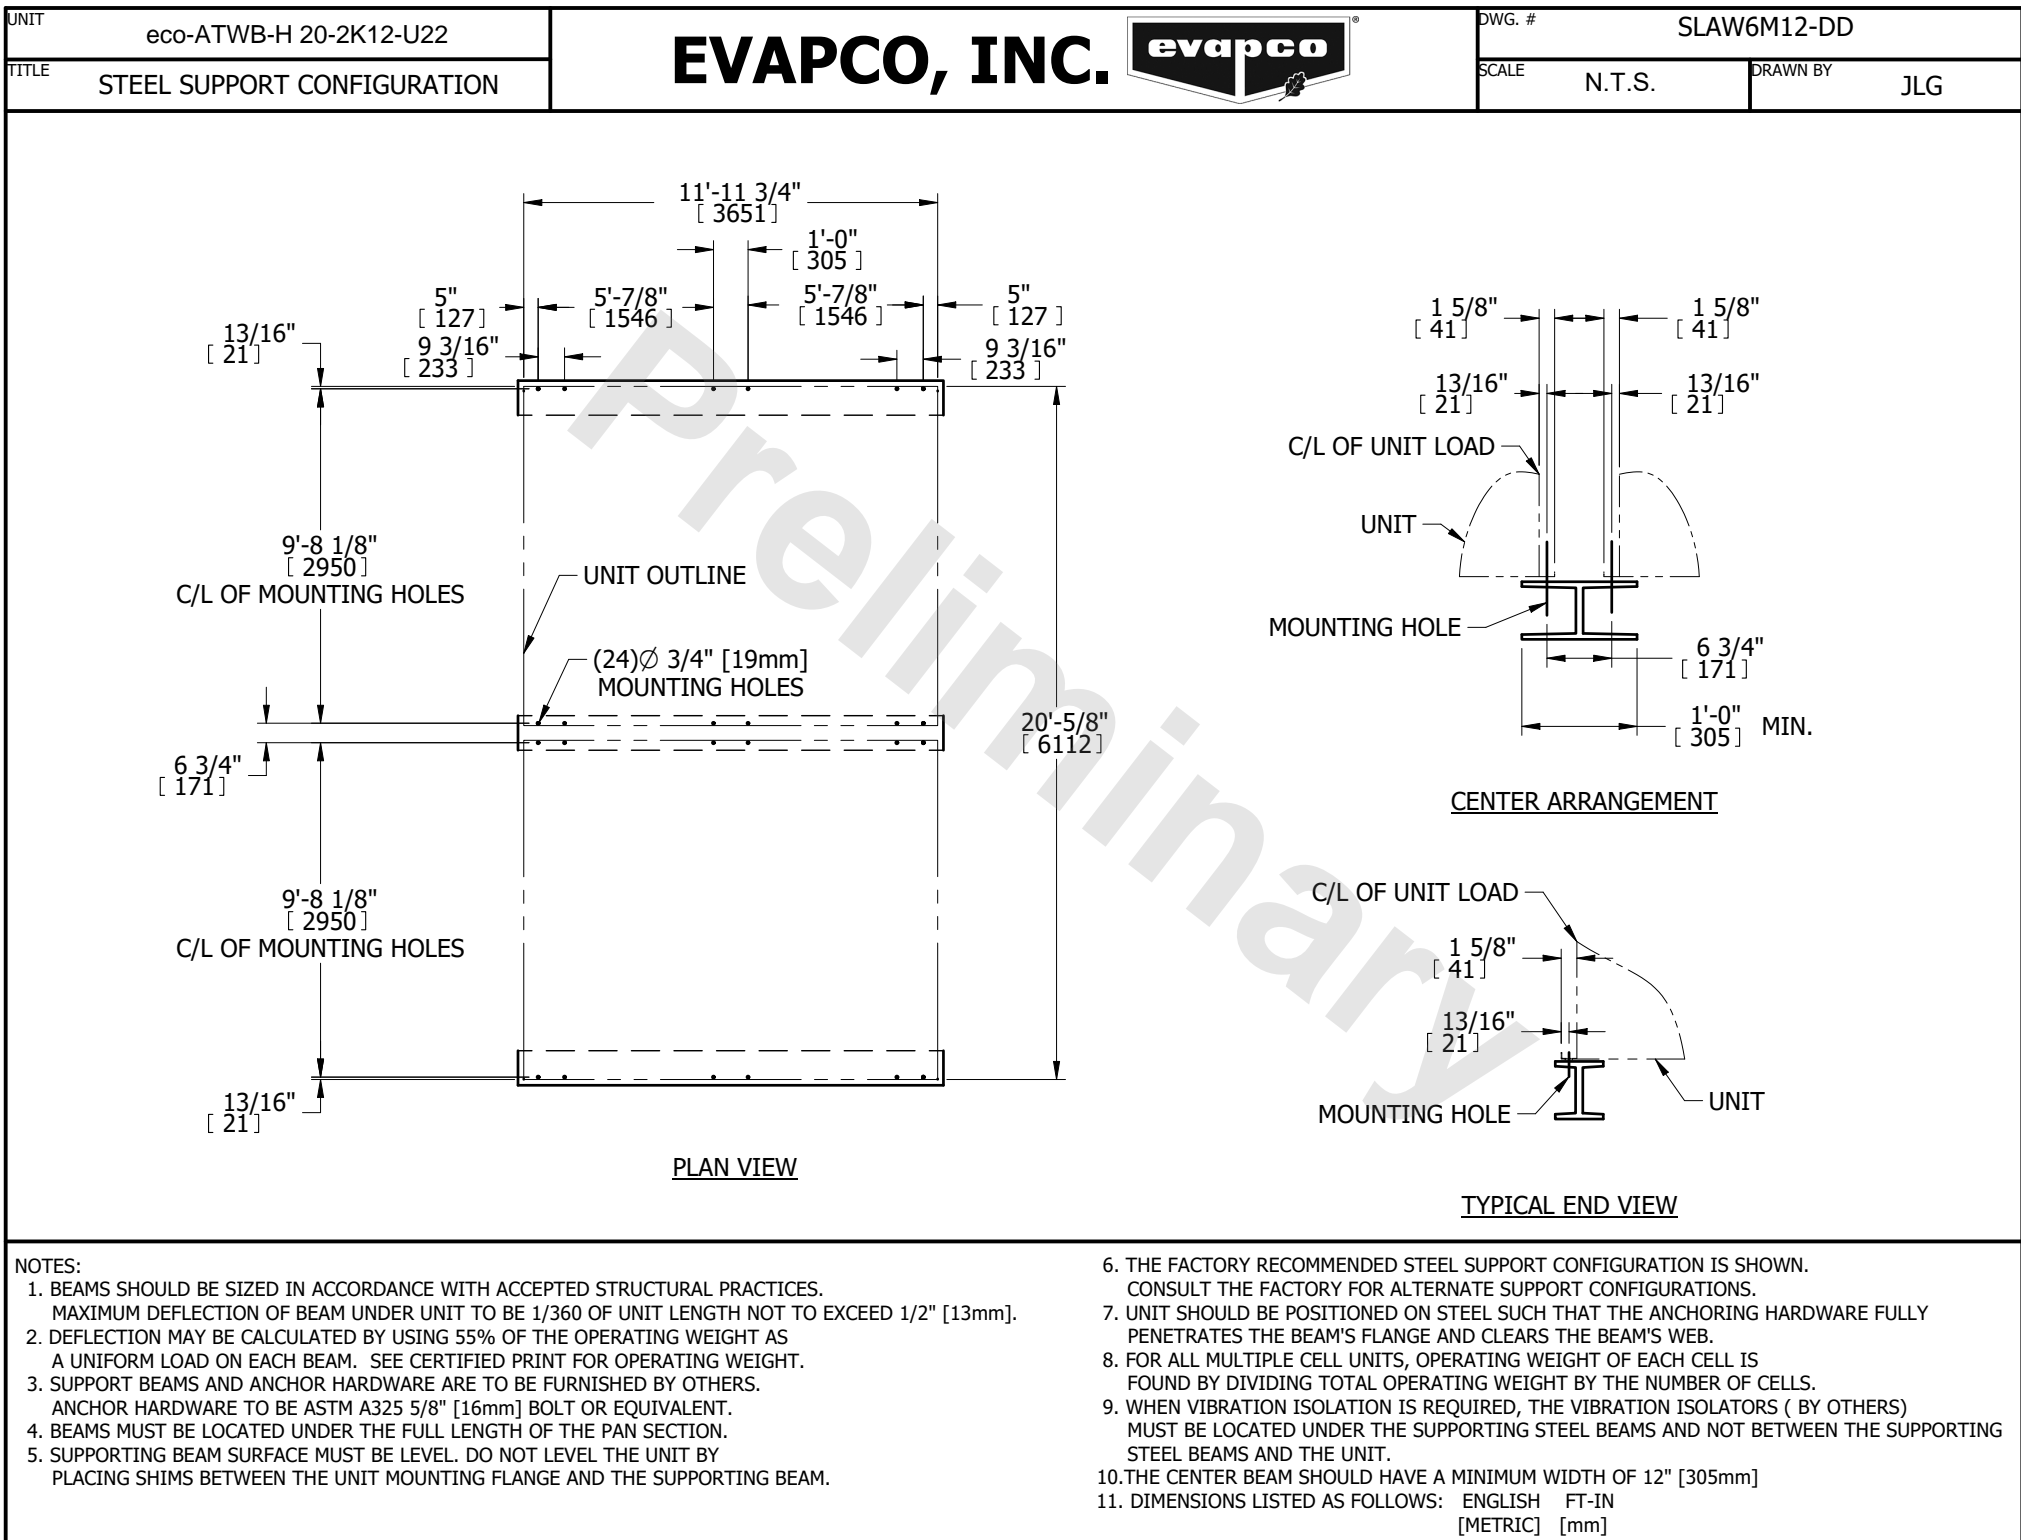 UNIT
eco-ATWB-H 20-2K12-U22
TITLE
STEEL SUPPORT CONFIGURATION
EVAPCO, INC.
evapco
®
DWG. #
SLAW6M12-DD
SCALE
N.T.S.
DRAWN BY
JLG
11'-11 3/4"
[ 3651]
1'-0"
[ 305 ]
5"
[ 127]
5'-7/8"
[ 1546 ]
5'-7/8"
[ 1546 ]
5"
[ 127 ]
13/16"
[ 21]
9 3/16"
[ 233 ]
9 3/16"
[ 233 ]
9'-8 1/8"
[ 2950]
C/L OF MOUNTING HOLES
UNIT OUTLINE
(24)∅ 3/4" [19mm]
MOUNTING HOLES
6 3/4"
[ 171]
20'-5/8"
[ 6112]
9'-8 1/8"
[ 2950]
C/L OF MOUNTING HOLES
13/16"
[ 21]
PLAN VIEW
Preliminary
1 5/8"
[ 41]
1 5/8"
[ 41]
13/16"
[ 21]
13/16"
[ 21]
C/L OF UNIT LOAD
UNIT
MOUNTING HOLE
6 3/4"
[ 171]
1'-0"
[ 305] MIN.
CENTER ARRANGEMENT
C/L OF UNIT LOAD
1 5/8"
[ 41]
13/16"
[ 21]
MOUNTING HOLE
UNIT
TYPICAL END VIEW
NOTES:
1. BEAMS SHOULD BE SIZED IN ACCORDANCE WITH ACCEPTED STRUCTURAL PRACTICES.
MAXIMUM DEFLECTION OF BEAM UNDER UNIT TO BE 1/360 OF UNIT LENGTH NOT TO EXCEED 1/2" [13mm].
2. DEFLECTION MAY BE CALCULATED BY USING 55% OF THE OPERATING WEIGHT AS
A UNIFORM LOAD ON EACH BEAM. SEE CERTIFIED PRINT FOR OPERATING WEIGHT.
3. SUPPORT BEAMS AND ANCHOR HARDWARE ARE TO BE FURNISHED BY OTHERS.
ANCHOR HARDWARE TO BE ASTM A325 5/8" [16mm] BOLT OR EQUIVALENT.
4. BEAMS MUST BE LOCATED UNDER THE FULL LENGTH OF THE PAN SECTION.
5. SUPPORTING BEAM SURFACE MUST BE LEVEL. DO NOT LEVEL THE UNIT BY
PLACING SHIMS BETWEEN THE UNIT MOUNTING FLANGE AND THE SUPPORTING BEAM.
6. THE FACTORY RECOMMENDED STEEL SUPPORT CONFIGURATION IS SHOWN.
CONSULT THE FACTORY FOR ALTERNATE SUPPORT CONFIGURATIONS.
7. UNIT SHOULD BE POSITIONED ON STEEL SUCH THAT THE ANCHORING HARDWARE FULLY
PENETRATES THE BEAM'S FLANGE AND CLEARS THE BEAM'S WEB.
8. FOR ALL MULTIPLE CELL UNITS, OPERATING WEIGHT OF EACH CELL IS
FOUND BY DIVIDING TOTAL OPERATING WEIGHT BY THE NUMBER OF CELLS.
9. WHEN VIBRATION ISOLATION IS REQUIRED, THE VIBRATION ISOLATORS ( BY OTHERS)
MUST BE LOCATED UNDER THE SUPPORTING STEEL BEAMS AND NOT BETWEEN THE SUPPORTING
STEEL BEAMS AND THE UNIT.
10.THE CENTER BEAM SHOULD HAVE A MINIMUM WIDTH OF 12" [305mm]
11. DIMENSIONS LISTED AS FOLLOWS: ENGLISH FT-IN
[METRIC] [mm]